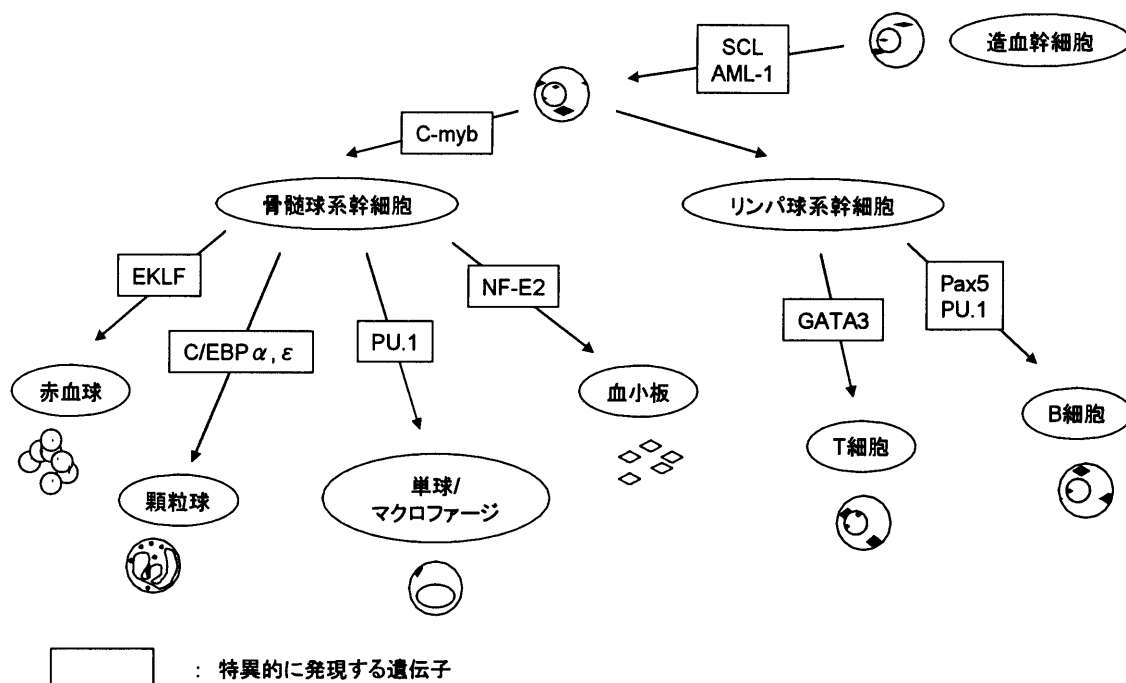 造血幹細胞
SCL
AML-1
C-myb
骨髄球系幹細胞
リンパ球系幹細胞
EKLF
C/EBPα,ε
PU.1
NF-E2
GATA3
Pax5
PU.1
赤血球
顆粒球
単球/
マクロファージ
血小板
T細胞
B細胞
: 特異的に発現する遺伝子